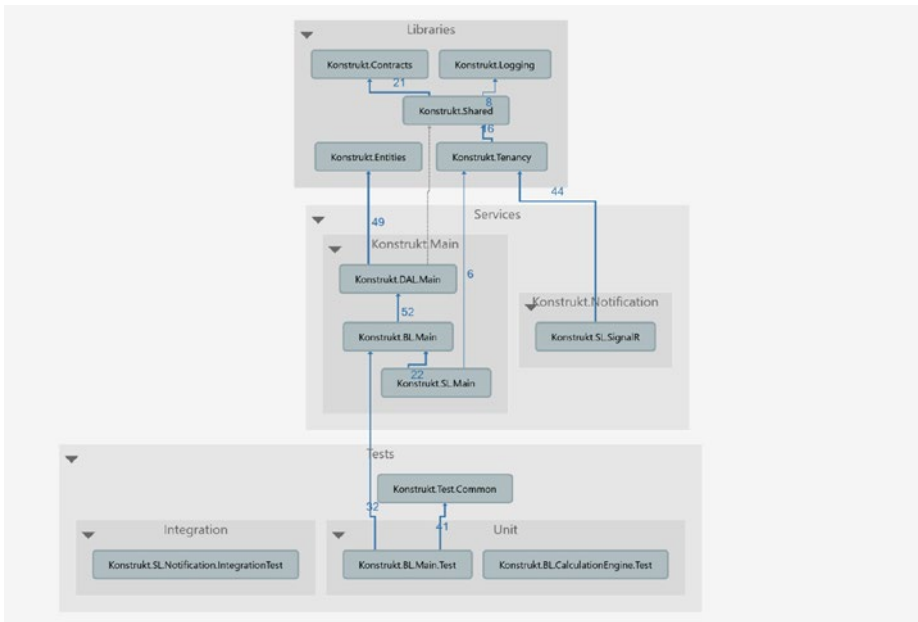 Libraries
Konstrukt.Contracts
Konstrukt.Logging
21
8
Konstrukt.Shared
16
Konstrukt.Entities
Konstrukt.Tenancy
44
Services
49
Konstrukt.Main
Konstrukt.DAL.Main
6
Konstrukt.Notification
52
Konstrukt.BL.Main
Konstrukt.SL.SignalR
22
Konstrukt.SL.Main
Tests
Konstrukt.Test.Common
32
41
Integration
Unit
Konstrukt.SL.Notification.IntegrationTest
Konstrukt.BL.Main.Test
Konstrukt.BL.CalculationEngine.Test